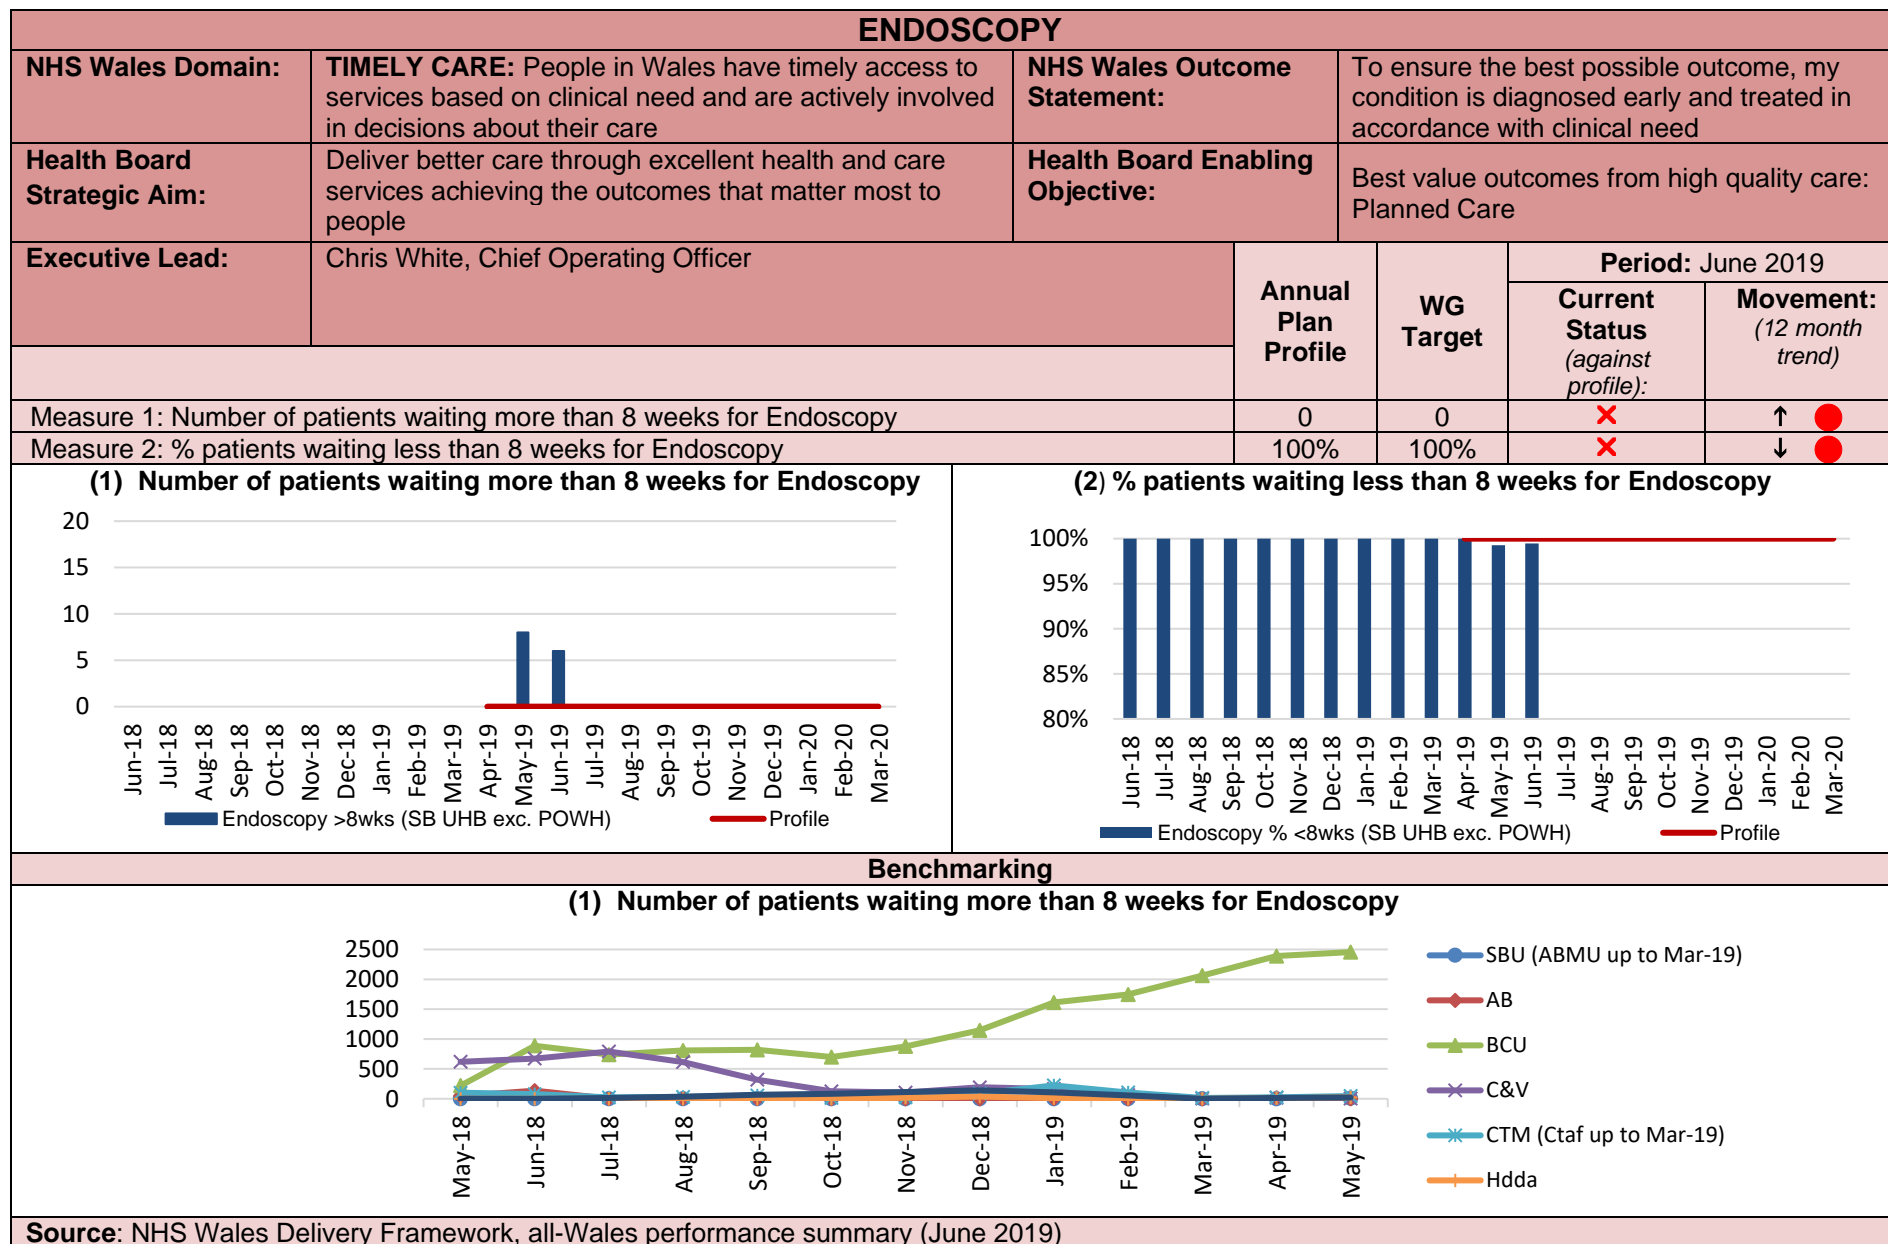 ENDOSCOPY
NHS Wales Domain:
TIMELY CARE: People in Wales have timely access to
services based on clinical need and are actively involved
in decisions about their care
NHS Wales Outcome
Statement:
To ensure the best possible outcome, my
condition is diagnosed early and treated in
accordance with clinical need
Health Board
Strategic Aim:
Deliver better care through excellent health and care
services achieving the outcomes that matter most to
people
Health Board Enabling
Objective:
Best value outcomes from high quality care:
Planned Care
Executive Lead:
Chris White, Chief Operating Officer
Annual
Plan
Profile
WG
Target
Period: June 2019
Current
Status
(against
profile):
Movement:
(12 month
trend)
Measure 1: Number of patients waiting more than 8 weeks for Endoscopy
0
0
✕
↑
Measure 2: % patients waiting less than 8 weeks for Endoscopy
100%
100%
✕
↓
(1) Number of patients waiting more than 8 weeks for Endoscopy
20
15
10
5
0
Jun-18
Jul-18
Aug-18
Sep-18
Oct-18
Nov-18
Dec-18
Jan-19
Feb-19
Mar-19
Apr-19
May-19
Jun-19
Jul-19
Aug-19
Sep-19
Oct-19
Nov-19
Dec-19
Jan-20
Feb-20
Mar-20
Endoscopy >8wks (SB UHB exc. POWH)
Profile
(2) % patients waiting less than 8 weeks for Endoscopy
100%
95%
90%
85%
80%
Jun-18
Jul-18
Aug-18
Sep-18
Oct-18
Nov-18
Dec-18
Jan-19
Feb-19
Mar-19
Apr-19
May-19
Jun-19
Jul-19
Aug-19
Sep-19
Oct-19
Nov-19
Dec-19
Jan-20
Feb-20
Mar-20
Endoscopy % <8wks (SB UHB exc. POWH)
Profile
Benchmarking
(1) Number of patients waiting more than 8 weeks for Endoscopy
2500
2000
1500
1000
500
0
May-18
Jun-18
Jul-18
Aug-18
Sep-18
Oct-18
Nov-18
Dec-18
Jan-19
Feb-19
Mar-19
Apr-19
May-19
SBU (ABMU up to Mar-19)
AB
BCU
C&V
CTM (Ctaf up to Mar-19)
Hdda
Source: NHS Wales Delivery Framework, all-Wales performance summary (June 2019)